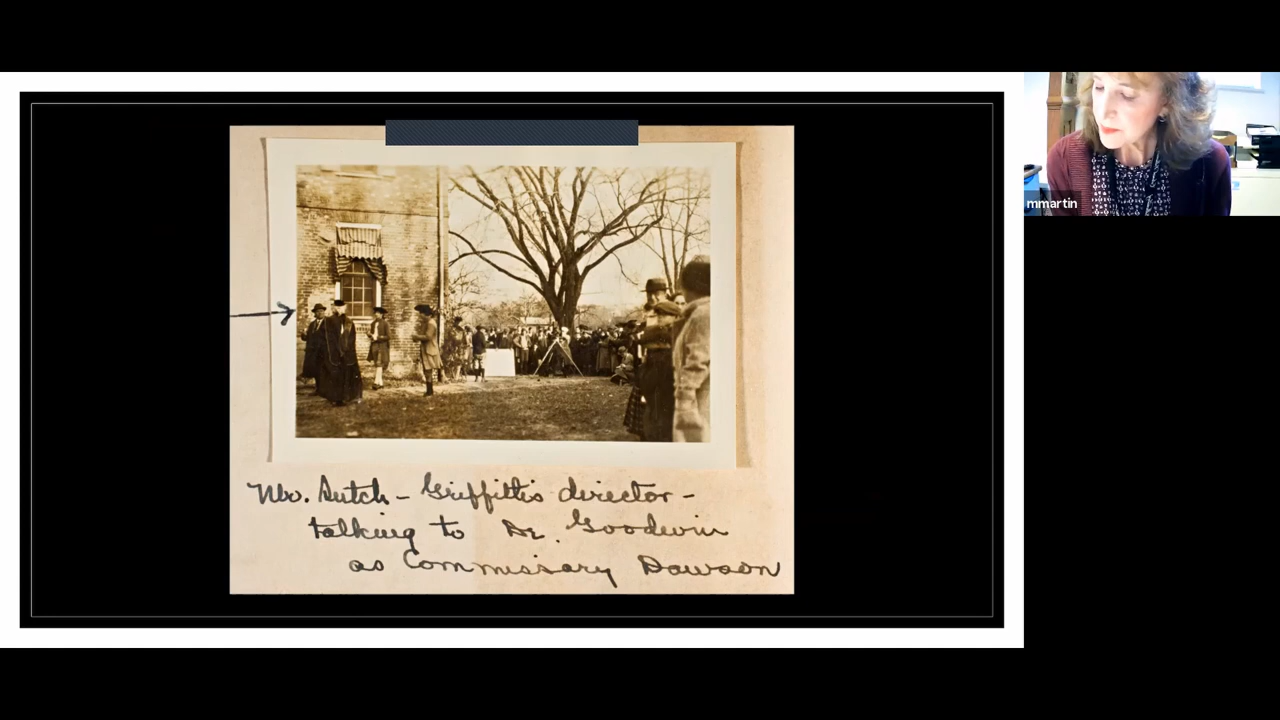 Mr. Sutch – Griffith's director –
talking to Dr. Goodwin
as Commissary Dawson
mmartin